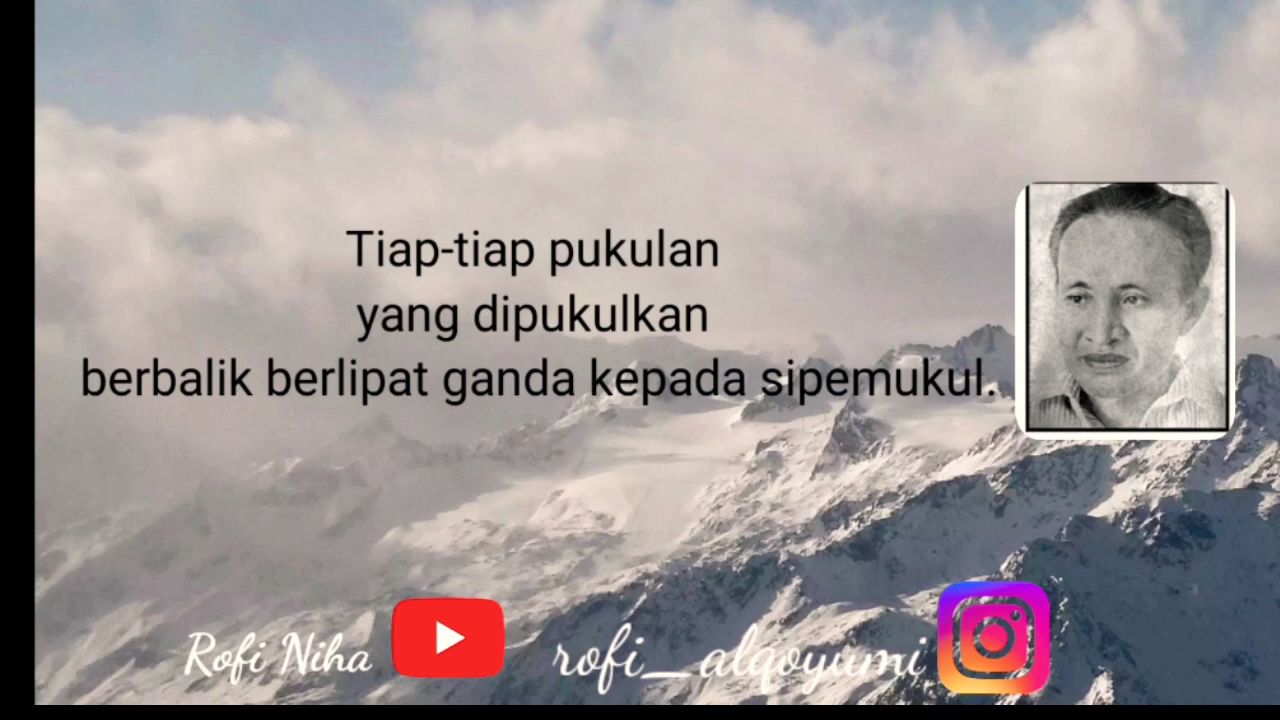 Tiap-tiap pukulan
yang dipukulkan
berbalik berlipat ganda kepada sipemukul.
Rofi Niha
rofi_alqoyumi